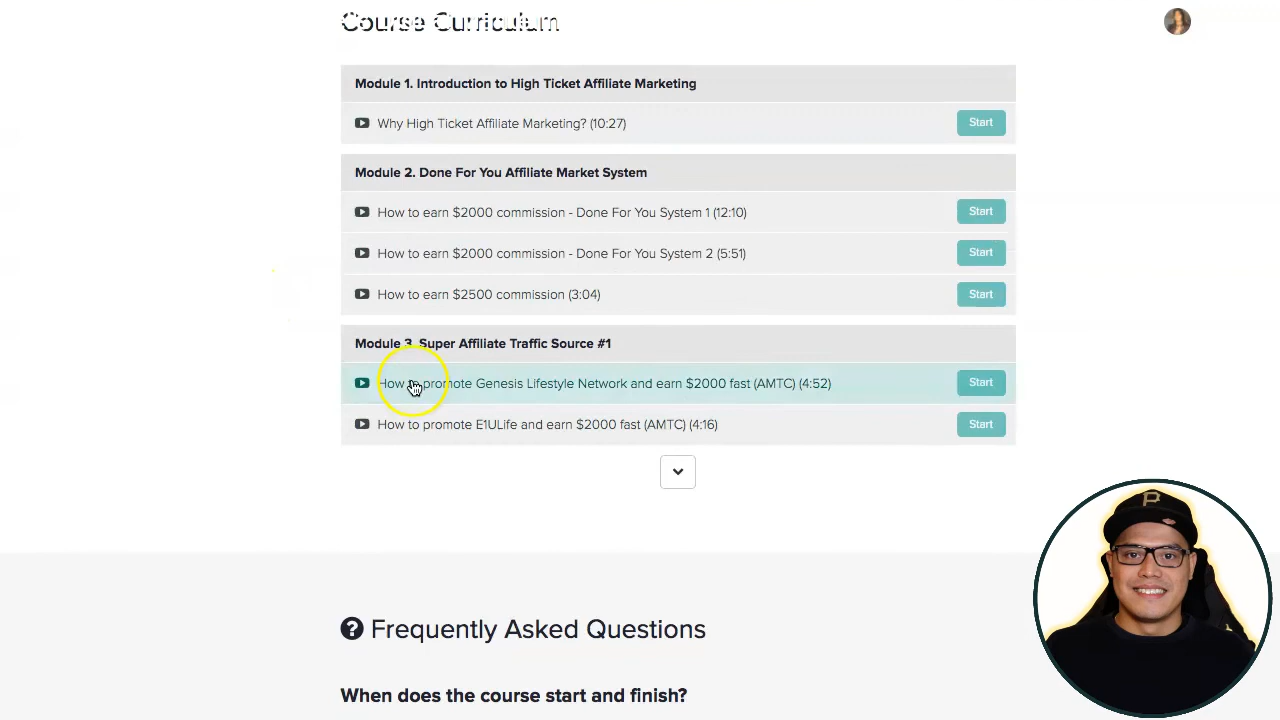 Course Curriculum
Module 1. Introduction to High Ticket Affiliate Marketing
Why High Ticket Affiliate Marketing? (10:27)
Start
Module 2. Done For You Affiliate Market System
How to earn $2000 commission - Done For You System 1 (12:10)
Start
How to earn $2000 commission - Done For You System 2 (5:51)
Start
How to earn $2500 commission (3:04)
Start
Module 3. Super Affiliate Traffic Source #1
How to promote Genesis Lifestyle Network and earn $2000 fast (AMTC) (4:52)
Start
How to promote E1ULife and earn $2000 fast (AMTC) (4:16)
Start
P
Frequently Asked Questions
When does the course start and finish?